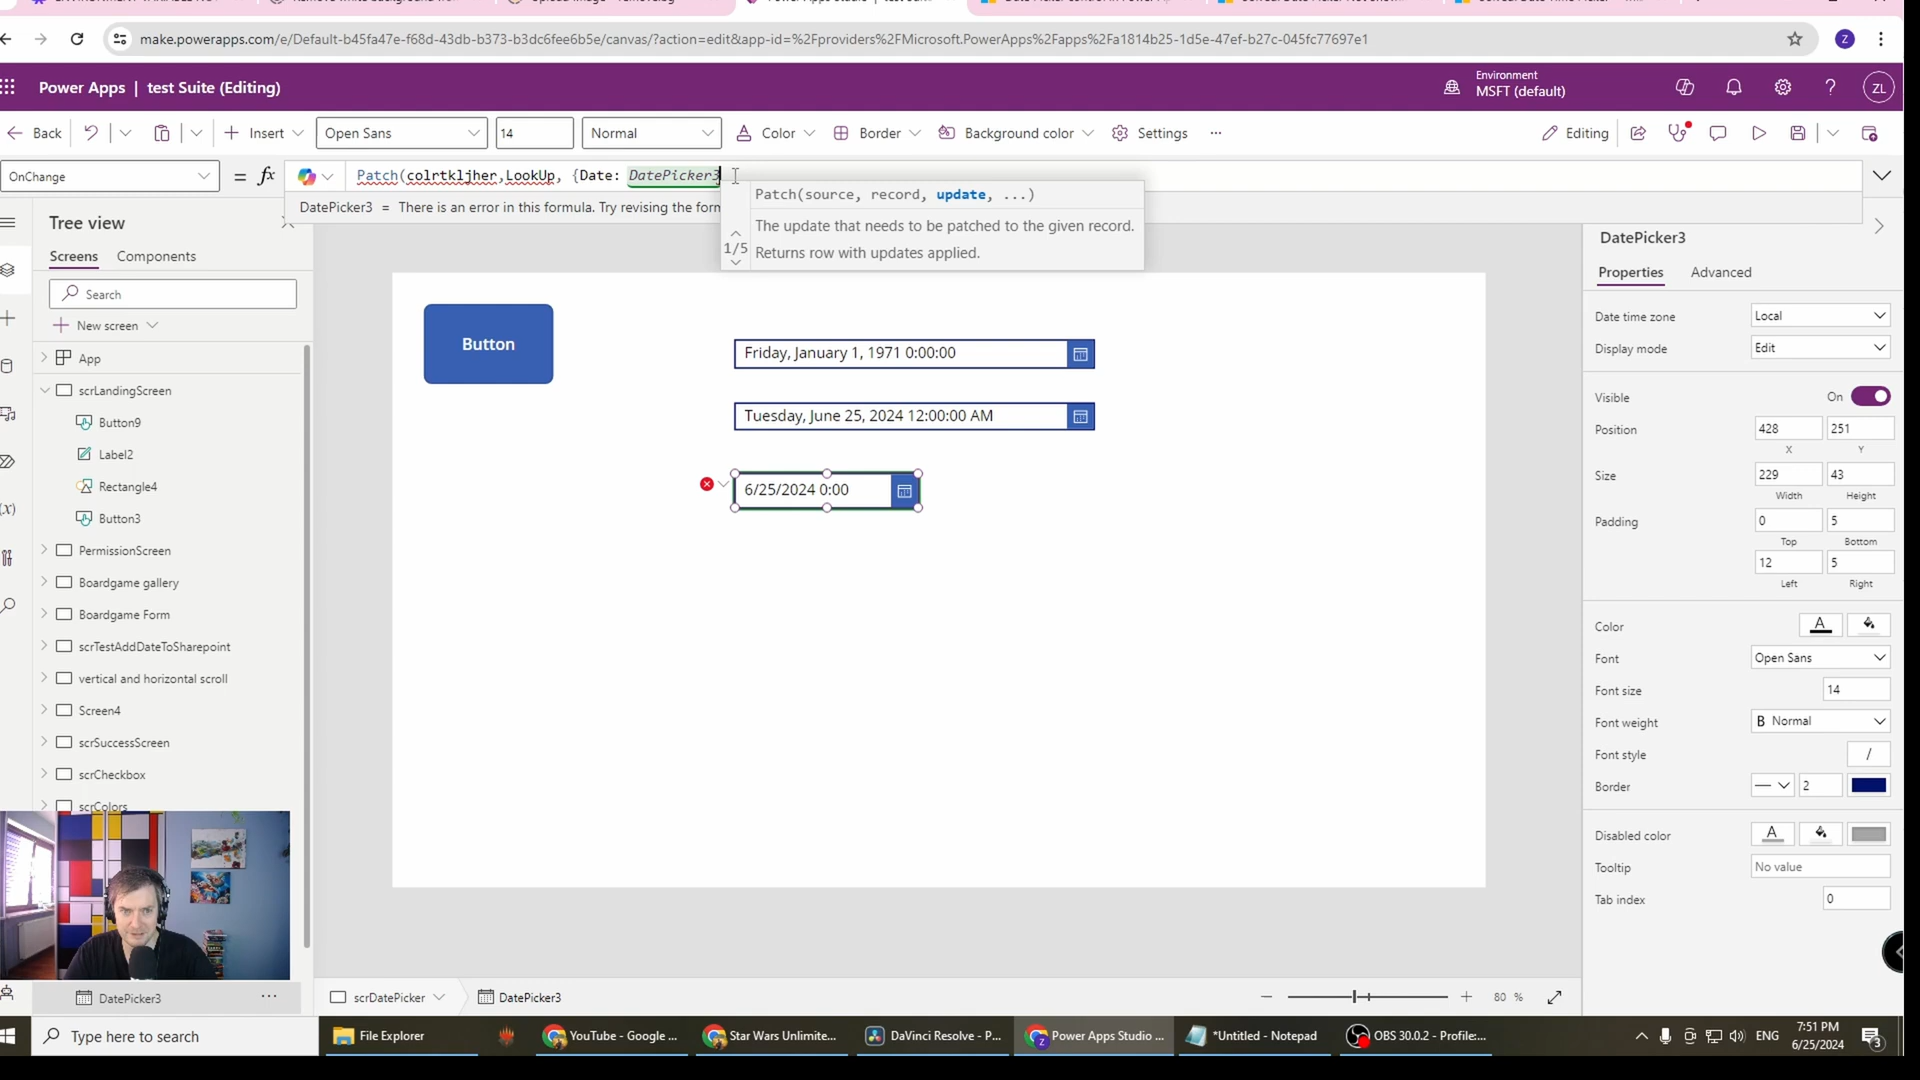 make.powerapps.com/e/Default-b45fa47e-f68d-43db-b373-b3dc6fee6b5e/canvas/?action=edit&app-id=%2Fproviders%2FMicrosoft.PowerApps%2Fapps%2Fa1814b25-1d5e-47ef-b27c-045fc77697e1
Z
Power Apps | test Suite (Editing)
Environment
MSFT (default)
ZL
Back
Insert
Open Sans
14
Normal
Color
Border
Background color
Settings
Editing
OnChange
= fx
Patch(colrtkljher,LookUp, {Date: DatePicker3
DatePicker3 = There is an error in this formula. Try revising the form
Patch(source, record, update, ...)
The update that needs to be patched to the given record.
1/5
Returns row with updates applied.
Tree view
Screens
Components
Search
New screen
App
scrLandingScreen
Button9
Label2
Rectangle4
Button3
PermissionScreen
Boardgame gallery
Boardgame Form
scrTestAddDateToSharepoint
vertical and horizontal scroll
Screen4
scrSuccessScreen
scrCheckbox
scrColors
DatePicker3
Button
Friday, January 1, 1971 0:00:00
Tuesday, June 25, 2024 12:00:00 AM
6/25/2024 0:00
DatePicker3
Properties
Advanced
Date time zone
Local
Display mode
Edit
Visible
On
Position
428
251
X
Y
Size
229
43
Width
Height
Padding
0
5
Top
Bottom
12
5
Left
Right
Color
A
Font
Open Sans
Font size
14
Font weight
B Normal
Font style
/
Border
2
Disabled color
A
Tooltip
No value
Tab index
0
scrDatePicker
DatePicker3
80 %
Type here to search
File Explorer
YouTube - Google ...
Star Wars Unlimite...
DaVinci Resolve - P...
Power Apps Studio ...
*Untitled - Notepad
OBS 30.0.2 - Profile:...
ENG
7:51 PM
6/25/2024
3